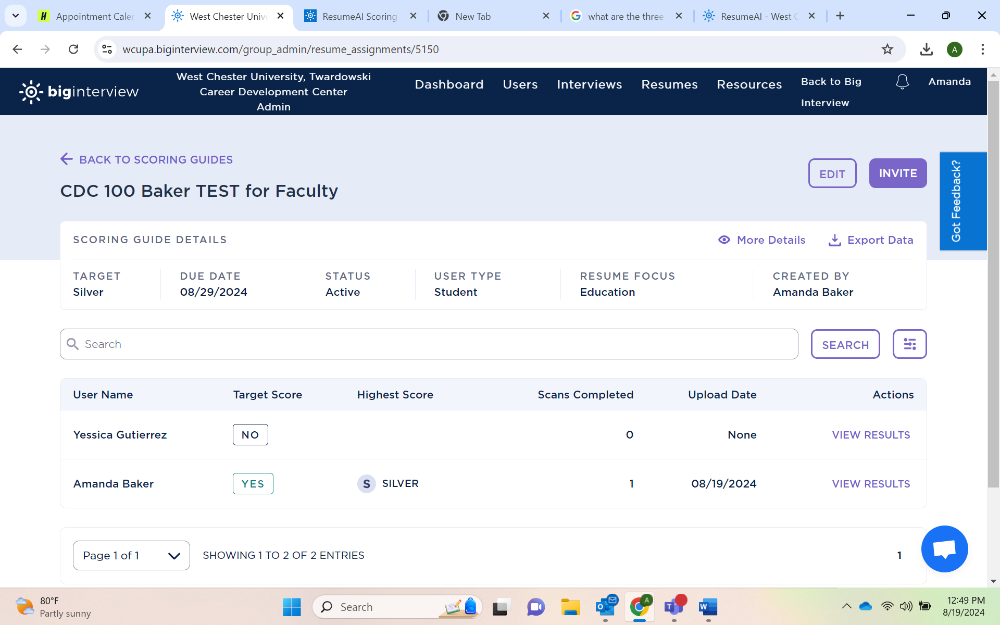 Appointment Caler
West Chester Unive
ResumeAI Scoring
New Tab
what are the three
ResumeAI - West C
wcupa.biginterview.com/group_admin/resume_assignments/5150
A
biginterview
West Chester University, Twardowski
Career Development Center
Admin
Dashboard
Users
Interviews
Resumes
Resources
Back to Big
Interview
Amanda
BACK TO SCORING GUIDES
EDIT
INVITE
CDC 100 Baker TEST for Faculty
Got Feedback?
SCORING GUIDE DETAILS
More Details
Export Data
TARGET
Silver
DUE DATE
08/29/2024
STATUS
Active
USER TYPE
Student
RESUME FOCUS
Education
CREATED BY
Amanda Baker
Search
SEARCH
User Name
Target Score
Highest Score
Scans Completed
Upload Date
Actions
Yessica Gutierrez
NO
0
None
VIEW RESULTS
Amanda Baker
YES
S
SILVER
1
08/19/2024
VIEW RESULTS
Page 1 of 1
SHOWING 1 TO 2 OF 2 ENTRIES
1
80°F
Partly sunny
Search
A
12:49 PM
8/19/2024